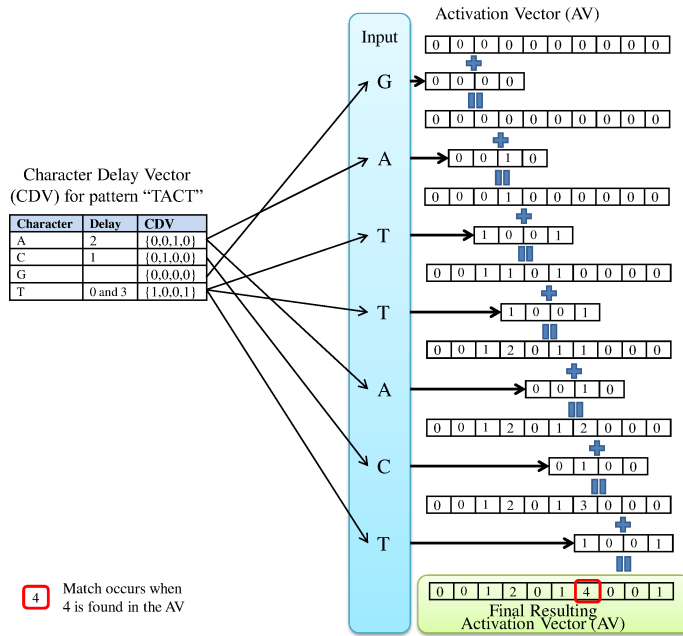 Activation Vector (AV)
Input
0 0 0 0 0 0 0 0 0 0
G
0 0 0 0
0 0 0 0 0 0 0 0 0 0
A
0 0 1 0
Character Delay Vector
(CDV) for pattern “TACT”
0 0 0 1 0 0 0 0 0 0
Character Delay CDV
A 2 {0,0,1,0}
C 1 {0,1,0,0}
G {0,0,0,0}
T 0 and 3 {1,0,0,1}
T
1 0 0 1
0 0 1 1 0 1 0 0 0 0
T
1 0 0 1
0 0 1 2 0 1 1 0 0 0
A
0 0 1 0
0 0 1 2 0 1 2 0 0 0
C
0 1 0 0
0 0 1 2 0 1 3 0 0 0
T
1 0 0 1
4
Match occurs when
4 is found in the AV
0 0 1 2 0 1 4 0 0 1
Final Resulting
Activation Vector (AV)